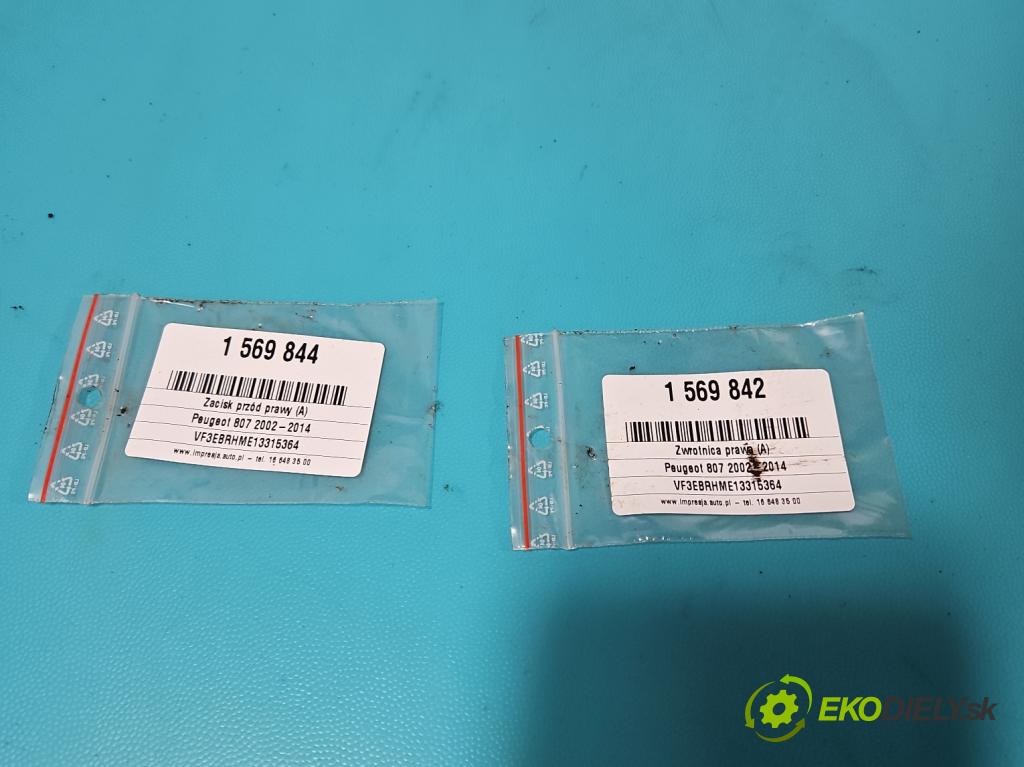 1 569 844
Zacisk przód prawy (A)
Peugeot 807 2002-2014
VF3EBRHME13315364
www.impresja.auto.pl - tel. 16 648 35 00
1 569 842
Zwrotnica prawa (A)
Peugeot 807 2002-2014
VF3EBRHME13315364
www.impresja.auto.pl - tel. 16 648 35 00
EKODIELY.sk